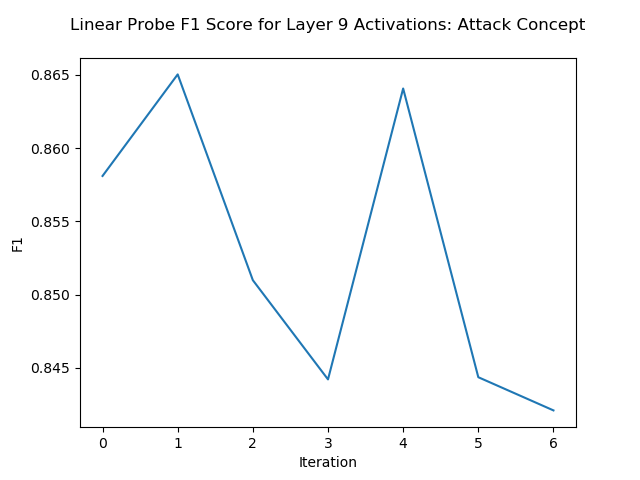 Linear Probe F1 Score for Layer 9 Activations: Attack Concept
0.865
0.860
0.855
0.850
0.845
F1
0 1 2 3 4 5 6
Iteration